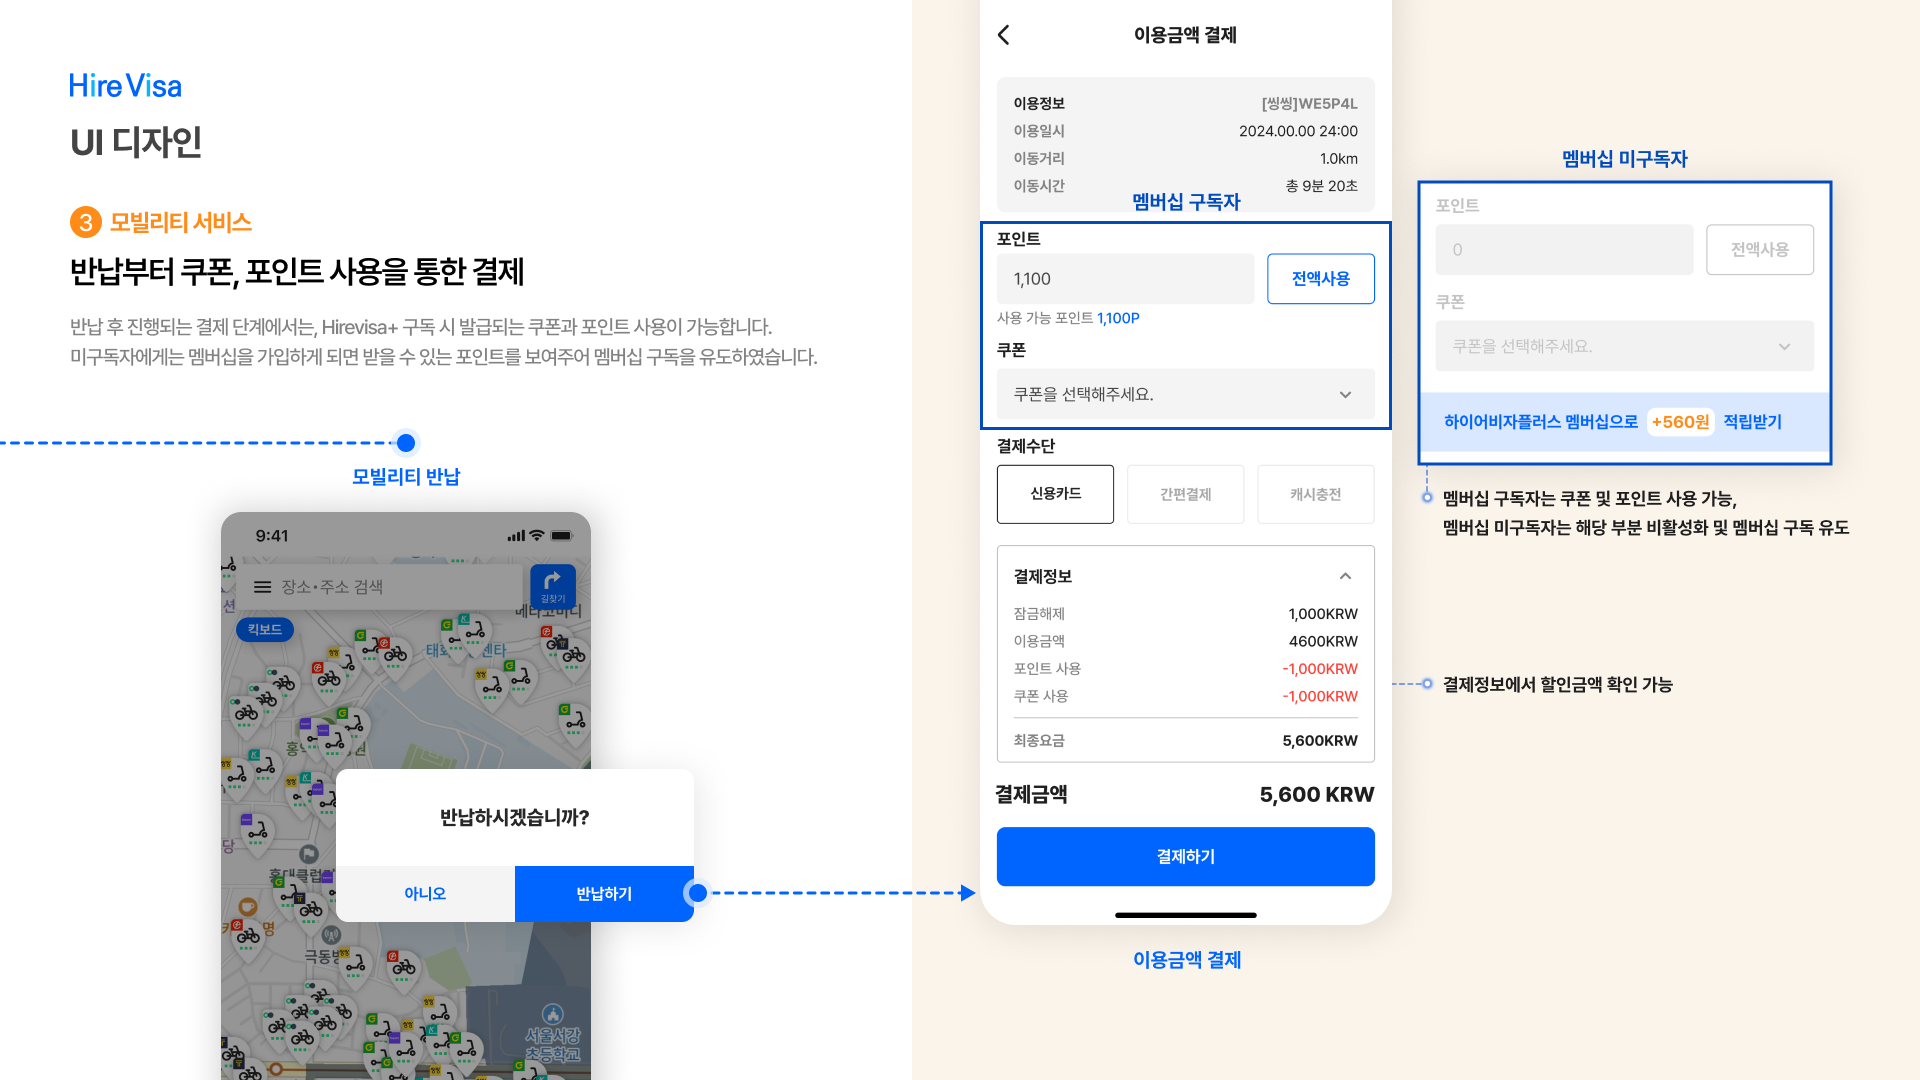 Hire Visa
UI 디자인
3 모빌리티 서비스
반납부터 쿠폰, 포인트 사용을 통한 결제
반납 후 진행되는 결제 단계에서는, Hirevisa+ 구독 시 발급되는 쿠폰과 포인트 사용이 가능합니다.
미구독자에게는 멤버십을 가입하게 되면 받을 수 있는 포인트를 보여주어 멤버십 구독을 유도하였습니다.
모빌리티 반납
9:41
장소•주소 검색
길찾기
킥보드
반납하시겠습니까?
아니오
반납하기
서울서강
초등학교
이용금액 결제
이용정보 [씽씽]WE5P4L
이용일시 2024.00.00 24:00
이동거리 1.0km
이동시간 총 9분 20초
멤버십 구독자
포인트
1,100 전액사용
사용 가능 포인트 1,100P
쿠폰
쿠폰을 선택해주세요.
결제수단
신용카드 간편결제 캐시충전
결제정보
잠금해제 1,000KRW
이용금액 4600KRW
포인트 사용 -1,000KRW
쿠폰 사용 -1,000KRW
최종요금 5,600KRW
결제금액 5,600 KRW
결제하기
이용금액 결제
멤버십 미구독자
포인트
0 전액사용
쿠폰
쿠폰을 선택해주세요.
하이어비자플러스 멤버십으로 +560원 적립받기
멤버십 구독자는 쿠폰 및 포인트 사용 가능,
멤버십 미구독자는 해당 부분 비활성화 및 멤버십 구독 유도
결제정보에서 할인금액 확인 가능